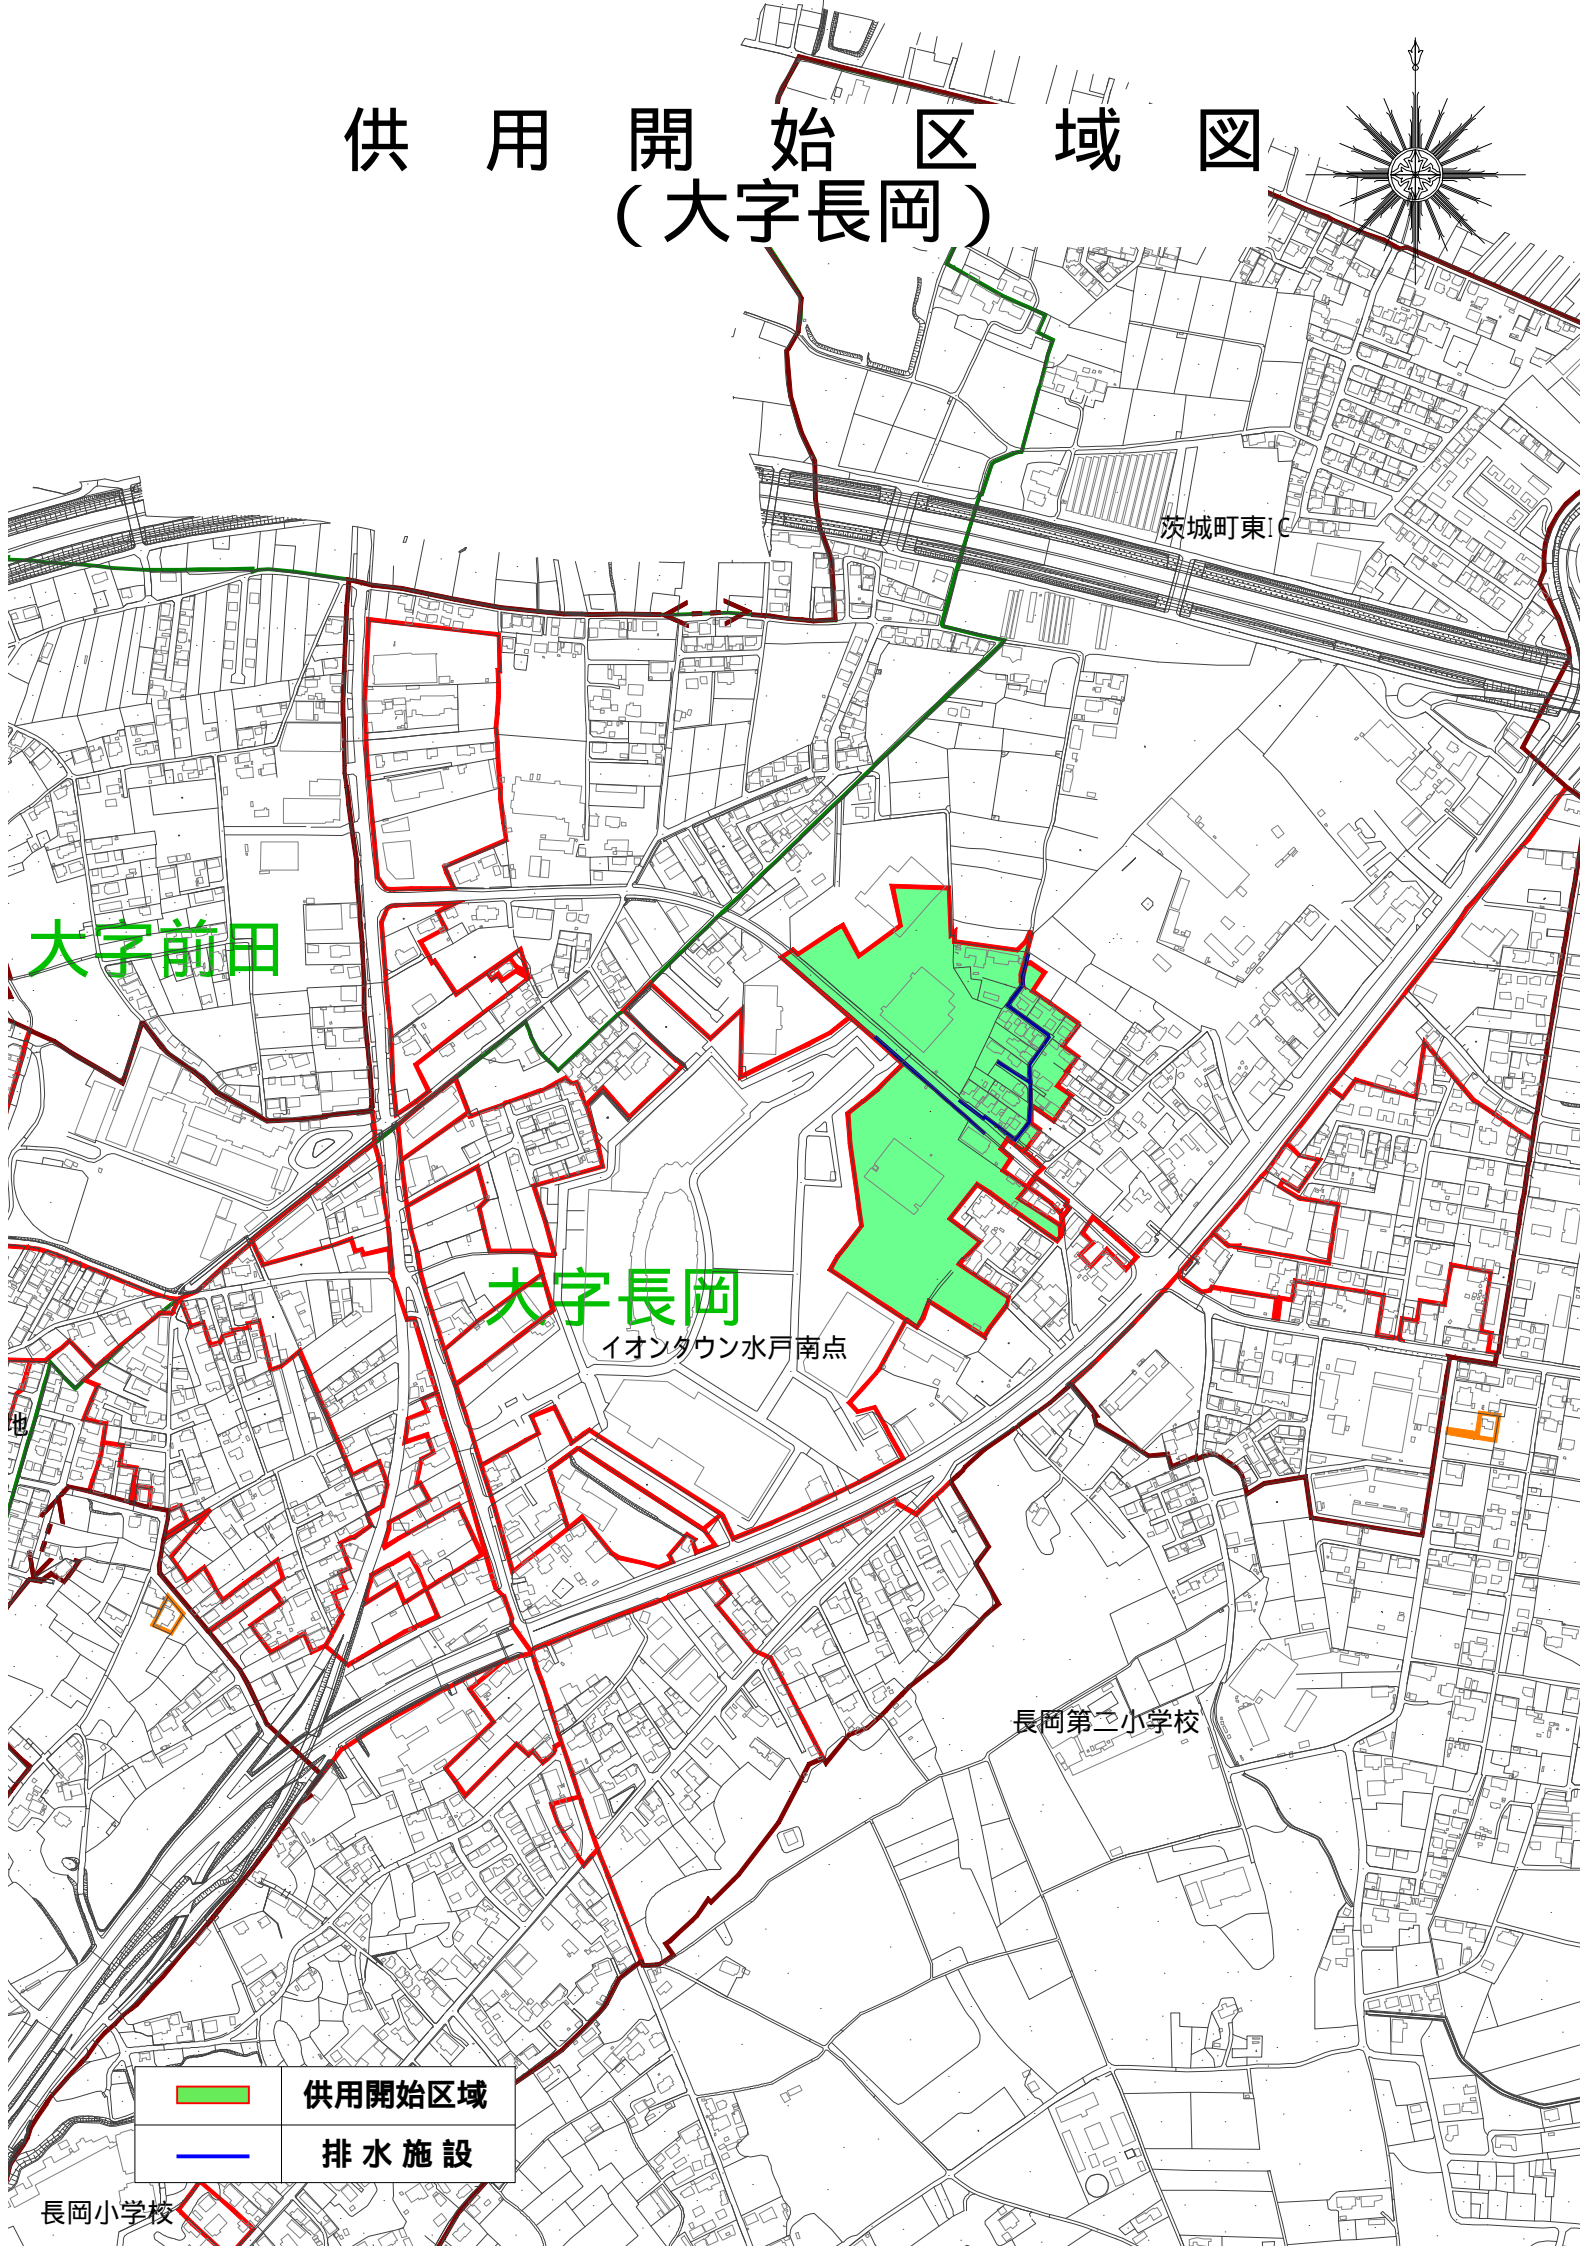 供用開始区域図
（大字長岡）
茨城町東IC
大字前田
大字長岡
イオンタウン水戸南点
地
長岡第二小学校
供用開始区域
排水施設
長岡小学校